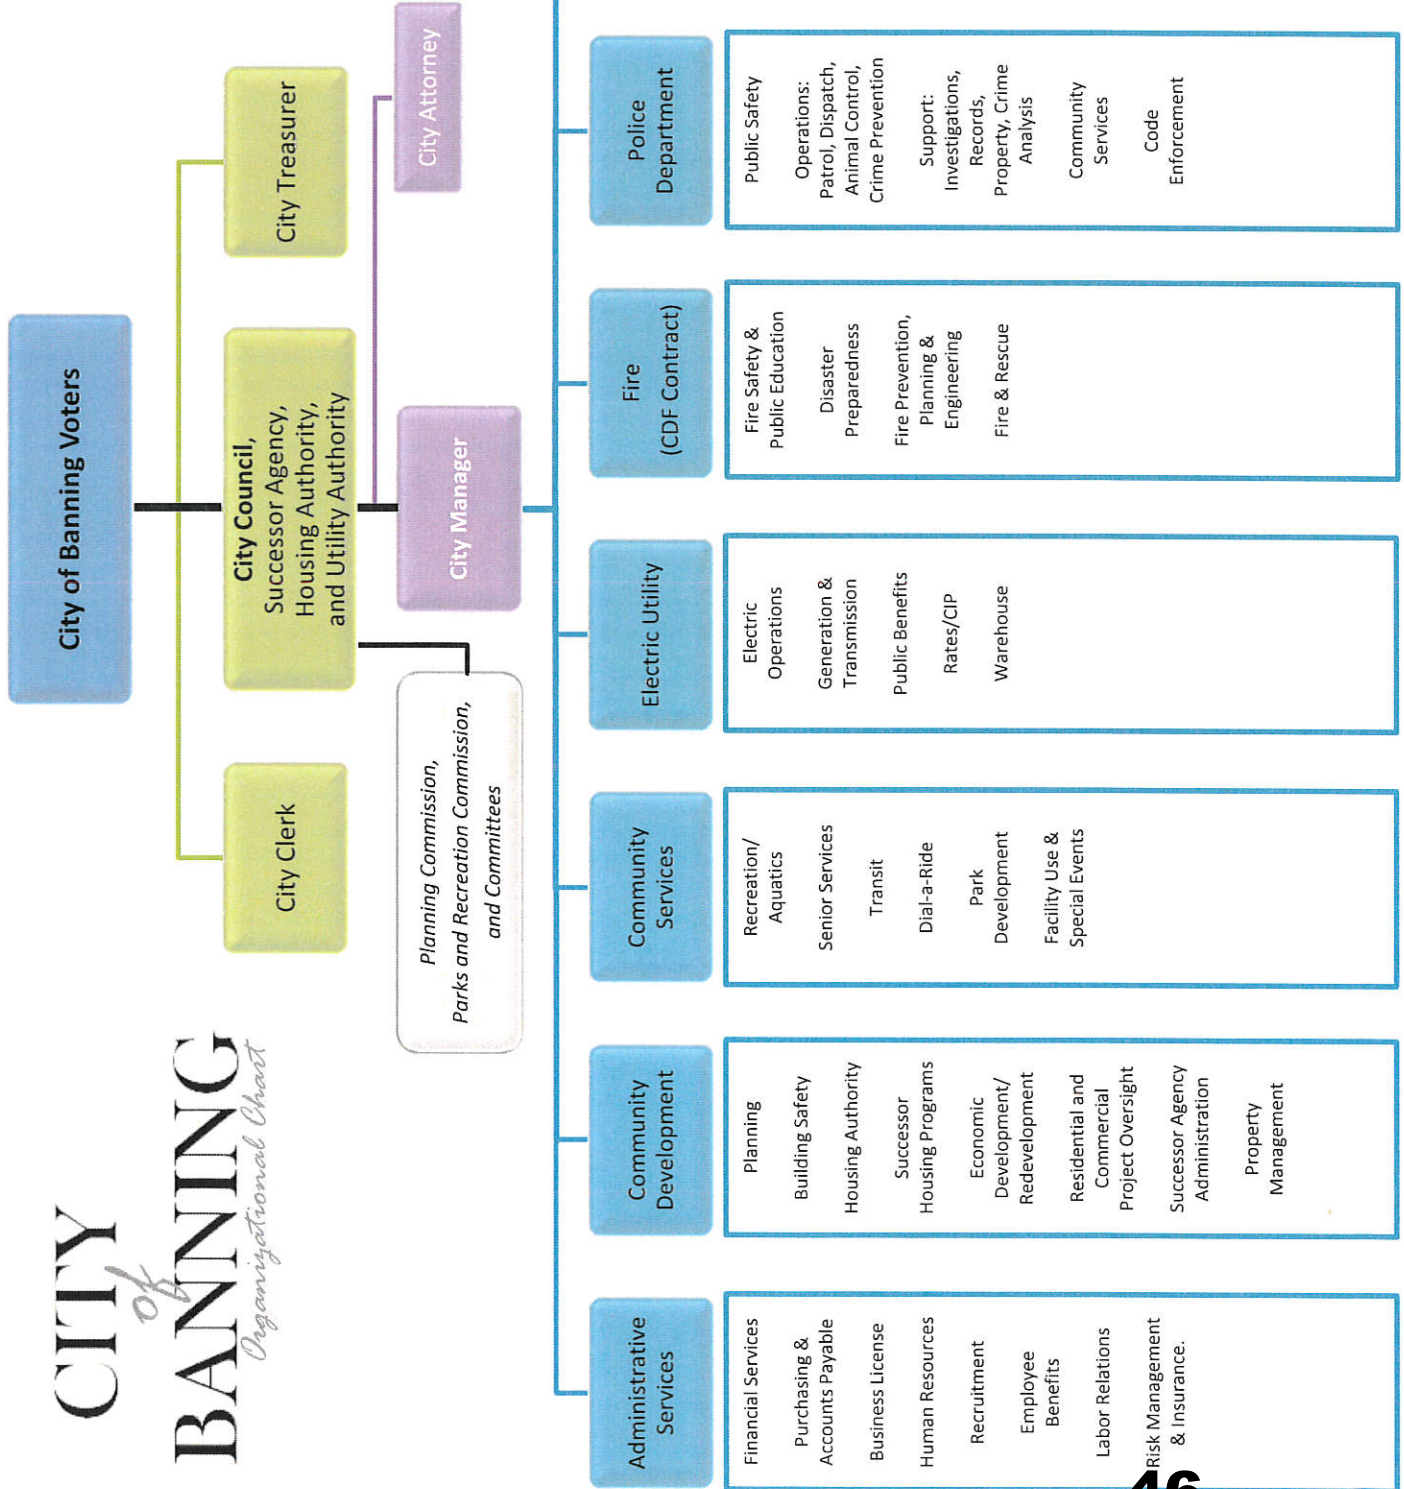 CITY
of
BANNING
Organizational Chart
City of Banning Voters
City Clerk
City Council,
Successor Agency,
Housing Authority,
and Utility Authority
City Treasurer
Planning Commission,
Parks and Recreation Commission,
and Committees
City Manager
City Attorney
Administrative
Services
Financial Services
Purchasing &
Accounts Payable
Business License
Human Resources
Recruitment
Employee
Benefits
Labor Relations
Risk Management
& Insurance.
Community
Development
Planning
Building Safety
Housing Authority
Successor
Housing Programs
Economic
Development/
Redevelopment
Residential and
Commercial
Project Oversight
Successor Agency
Administration
Property
Management
Community
Services
Recreation/
Aquatics
Senior Services
Transit
Dial-a-Ride
Park
Development
Facility Use &
Special Events
Electric Utility
Electric
Operations
Generation &
Transmission
Public Benefits
Rates/CIP
Warehouse
Fire
(CDF Contract)
Fire Safety &
Public Education
Disaster
Preparedness
Fire Prevention,
Planning &
Engineering
Fire & Rescue
Police
Department
Public Safety
Operations:
Patrol, Dispatch,
Animal Control,
Crime Prevention
Support:
Investigations,
Records,
Property, Crime
Analysis
Community
Services
Code
Enforcement
46